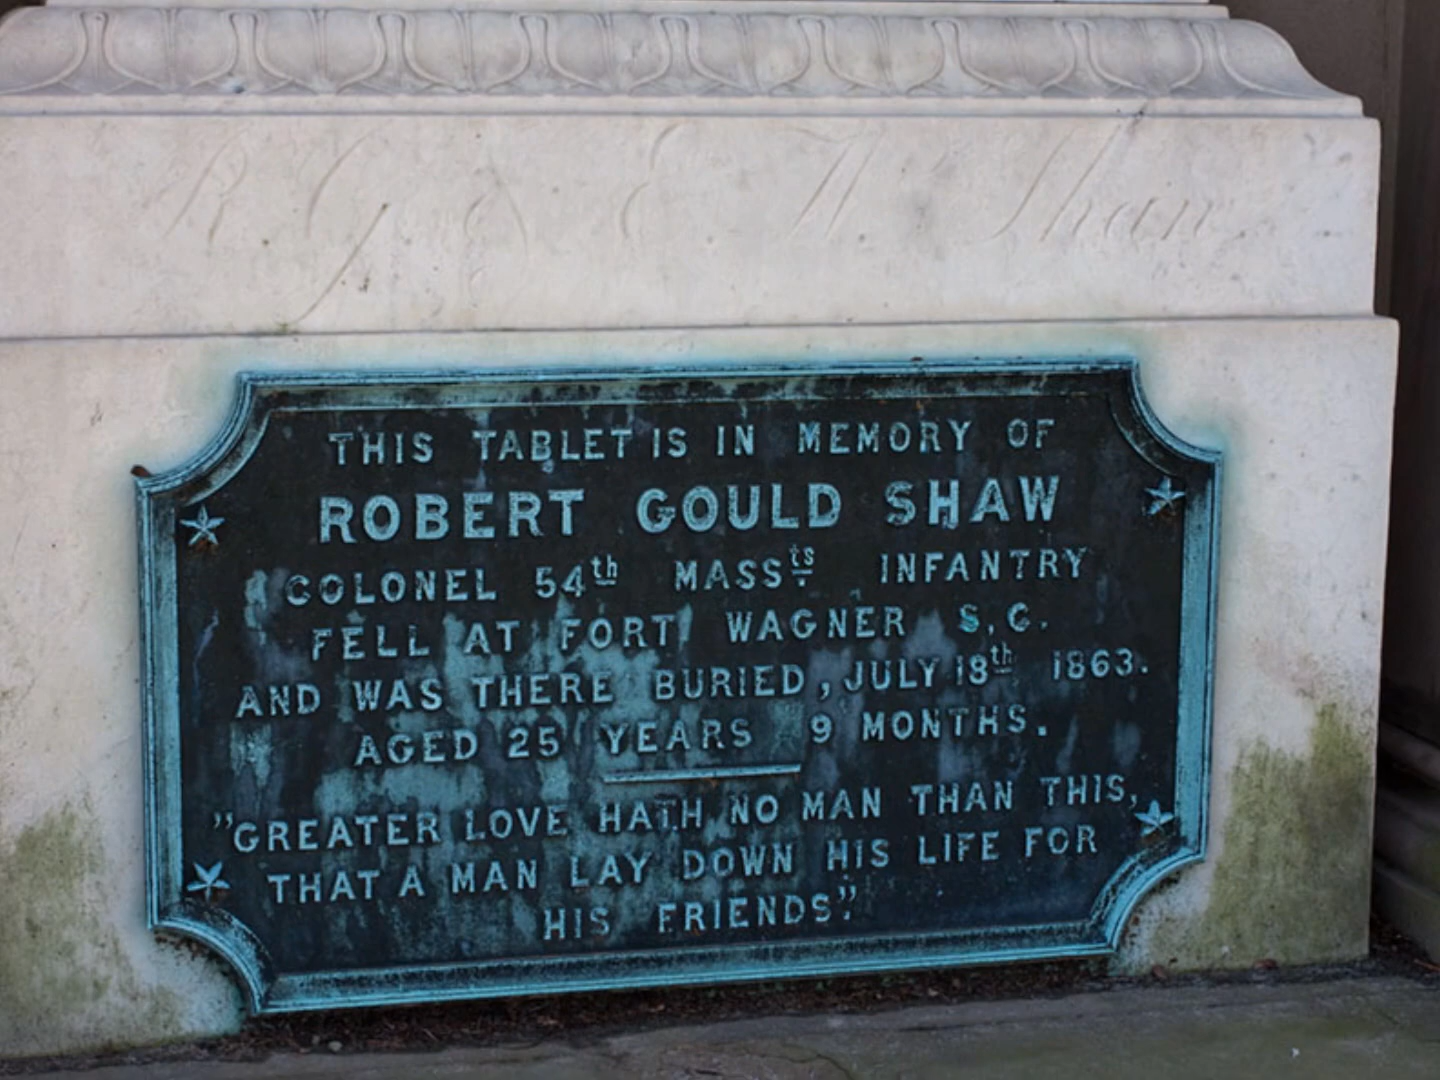 R G & E W Shaw
THIS TABLET IS IN MEMORY OF
ROBERT GOULD SHAW
COLONEL 54th MASSts INFANTRY
FELL AT FORT WAGNER S.C.
AND WAS THERE BURIED, JULY 18th 1863.
AGED 25 YEARS 9 MONTHS.
"GREATER LOVE HATH NO MAN THAN THIS,
THAT A MAN LAY DOWN HIS LIFE FOR
HIS FRIENDS."